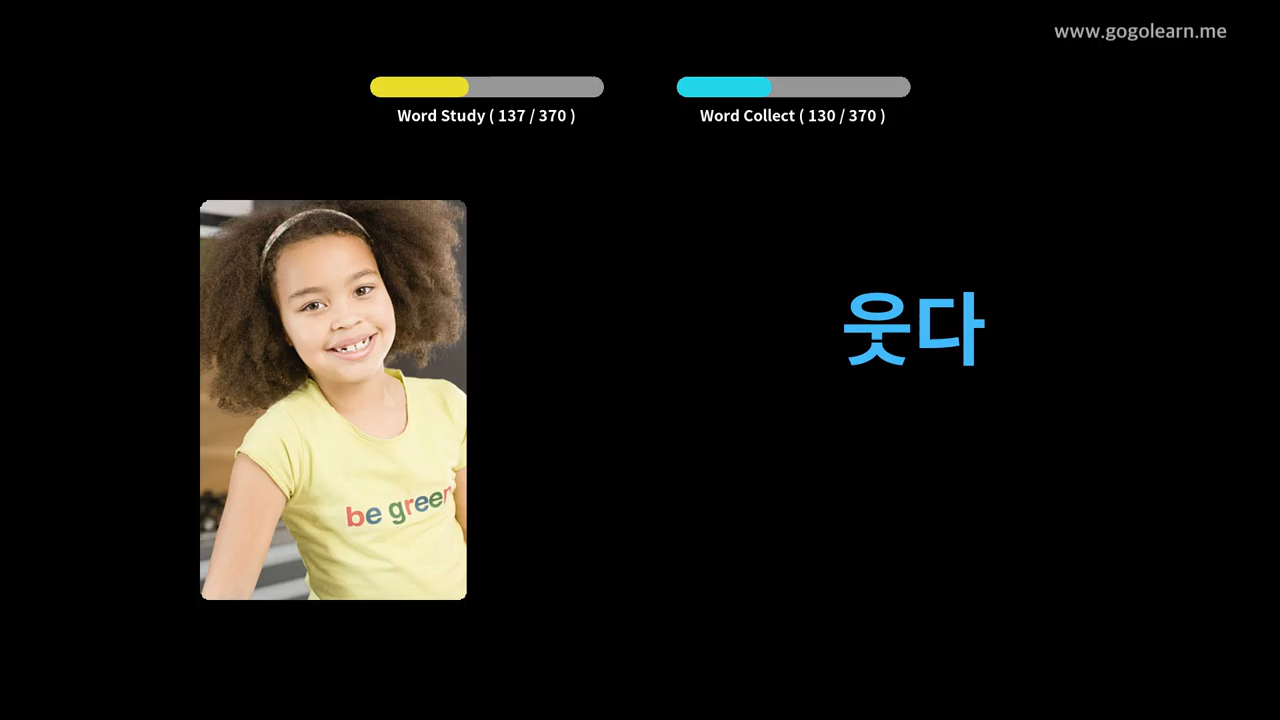 www.gogolearn.me
Word Study ( 137 / 370 )
Word Collect ( 130 / 370 )
웃다
be green